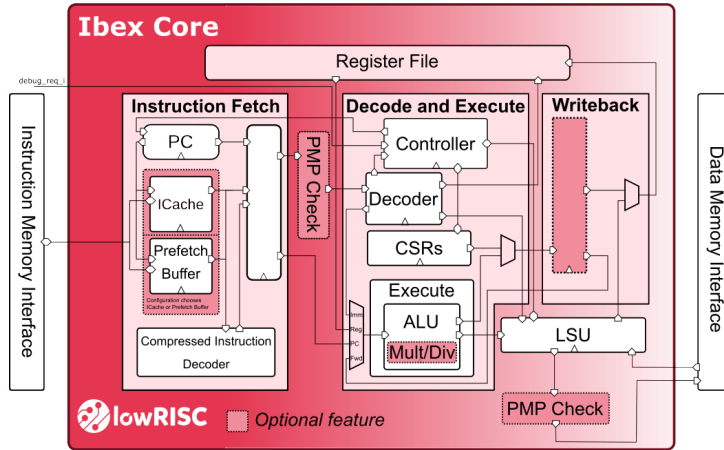 Ibex Core
Register File
debug_req_i
Instruction Fetch
Decode and Execute
Writeback
Instruction Memory Interface
Data Memory Interface
PC
Controller
PMP Check
ICache
Decoder
Prefetch
Buffer
CSRs
Configuration chooses
ICache or Prefetch Buffer
Execute
Imm
Reg
PC
Fwd
ALU
Mult/Div
Compressed Instruction
Decoder
LSU
PMP Check
lowRISC
Optional feature